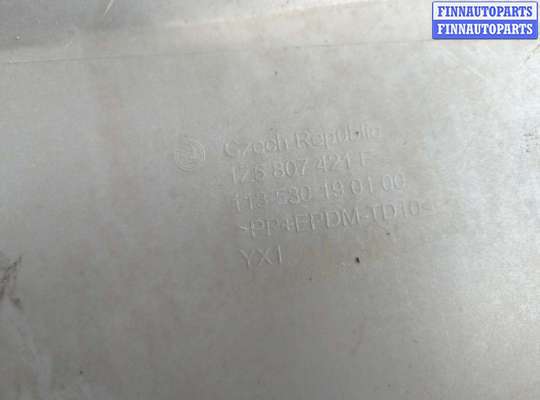 FINNAUTOPARTS
FINNAUTOPARTS
Czech Republic
1Z5 807 421 F
113 530 19 01 00
>PP+EPDM-TD10<
YX1